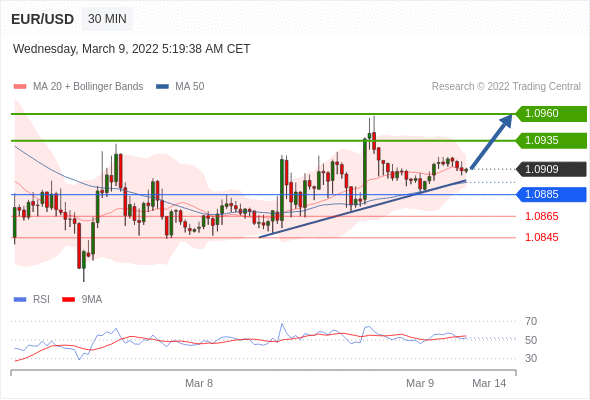 EUR/USD 30 MIN
Wednesday, March 9, 2022 5:19:38 AM CET
MA 20 + Bollinger Bands MA 50 Research © 2022 Trading Central
1.0960
1.0935
1.0909
1.0885
1.0865
1.0845
RSI 9MA
70
50
30
Mar 8 Mar 9 Mar 14